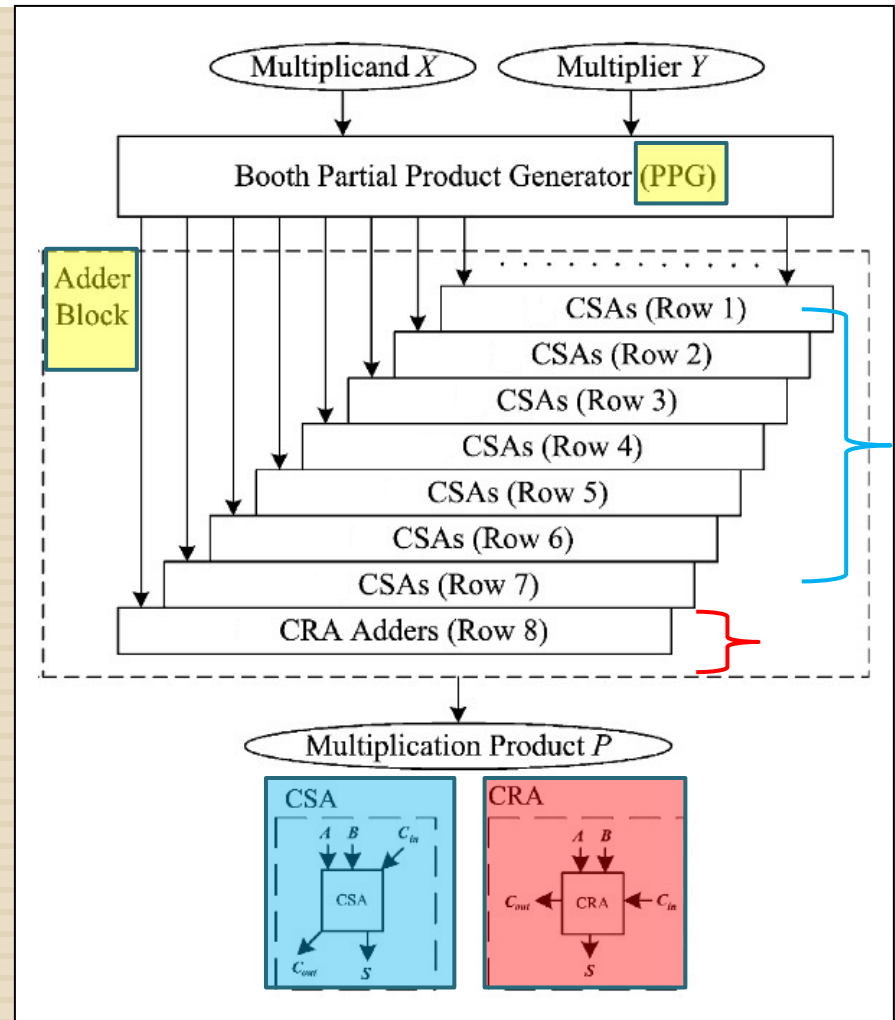 Multiplicand X
Multiplier Y
Booth Partial Product Generator (PPG)
Adder
Block
. . . . . . . . . . . . .
CSAs (Row 1)
CSAs (Row 2)
CSAs (Row 3)
CSAs (Row 4)
CSAs (Row 5)
CSAs (Row 6)
CSAs (Row 7)
CRA Adders (Row 8)
Multiplication Product P
CSA
A B Cin
CSA
Cout S
CRA
A B
Cout CRA Cin
S